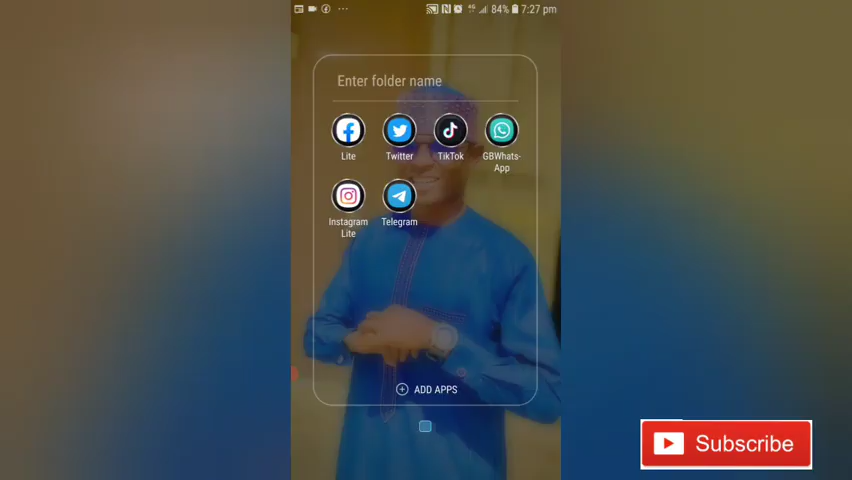 84% 7:27 pm
Enter folder name
Lite Twitter TikTok GBWhats-
App
Instagram Telegram
Lite
ADD APPS
Subscribe